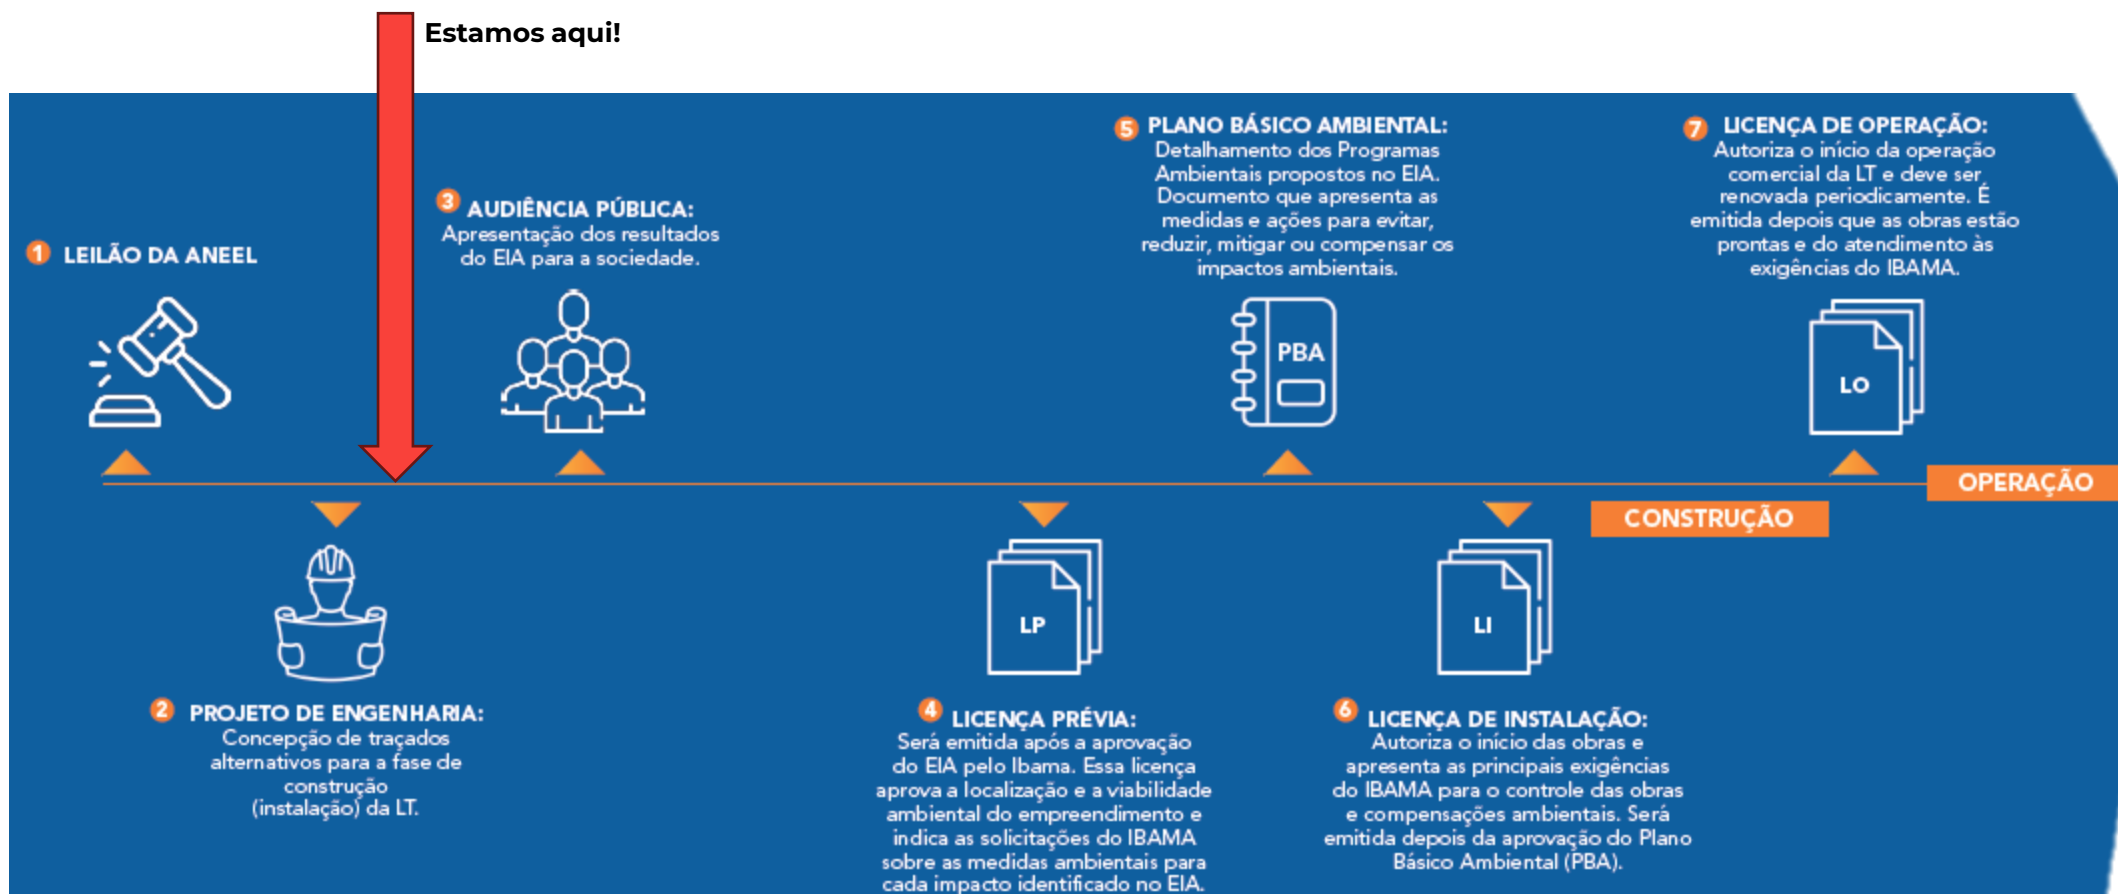 Estamos aqui!
1 LEILÃO DA ANEEL
2 PROJETO DE ENGENHARIA:
Concepção de traçados
alternativos para a fase de
construção
(instalação) da LT.
3 AUDIÊNCIA PÚBLICA:
Apresentação dos resultados
do EIA para a sociedade.
LP
4 LICENÇA PRÉVIA:
Será emitida após a aprovação
do EIA pelo Ibama. Essa licença
aprova a localização e a viabilidade
ambiental do empreendimento e
indica as solicitações do IBAMA
sobre as medidas ambientais para
cada impacto identificado no EIA.
5 PLANO BÁSICO AMBIENTAL:
Detalhamento dos Programas
Ambientais propostos no EIA.
Documento que apresenta as
medidas e ações para evitar,
reduzir, mitigar ou compensar os
impactos ambientais.
PBA
LI
6 LICENÇA DE INSTALAÇÃO:
Autoriza o início das obras e
apresenta as principais exigências
do IBAMA para o controle das obras
e compensações ambientais. Será
emitida depois da aprovação do Plano
Básico Ambiental (PBA).
CONSTRUÇÃO
7 LICENÇA DE OPERAÇÃO:
Autoriza o início da operação
comercial da LT e deve ser
renovada periodicamente. É
emitida depois que as obras estão
prontas e do atendimento às
exigências do IBAMA.
LO
OPERAÇÃO